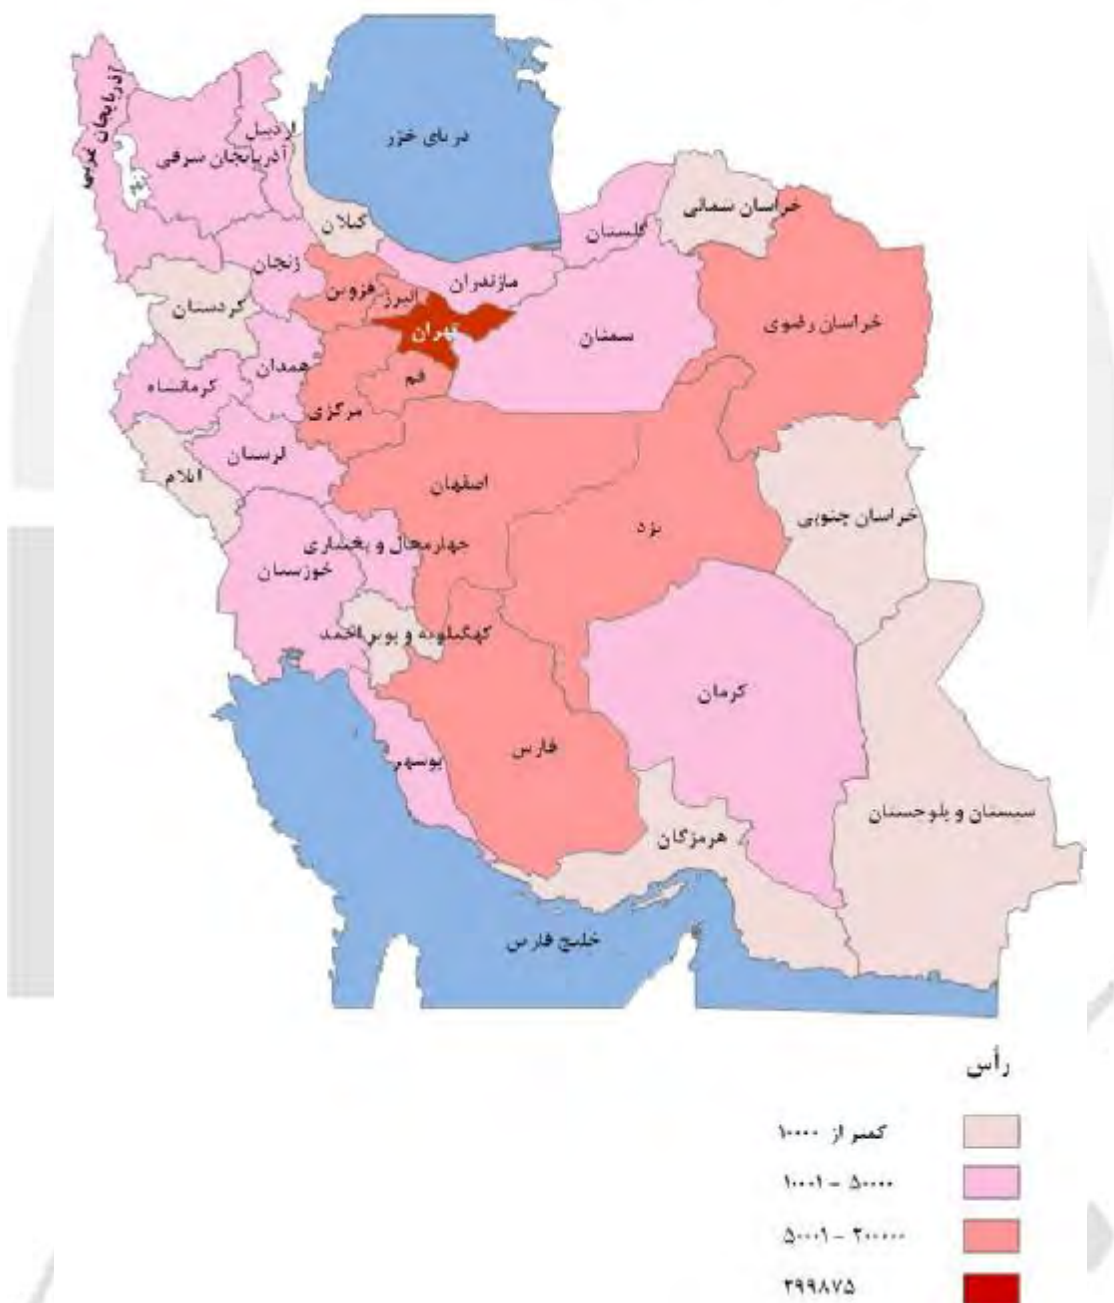 دریای خزر
آذربایجان غربی
اردبیل
آذربایجان شرقی
گیلان
خراسان شمالی
گلستان
زنجان
مازندران
قزوین
البرز
کردستان
تهران
سمنان
خراسان رضوی
همدان
کرمانشاه
قم
مرکزی
لرستان
ایلام
اصفهان
یزد
خراسان جنوبی
چهارمحال و بختیاری
خوزستان
کهگیلویه و بویر احمد
کرمان
فارس
بوشهر
سیستان و بلوچستان
هرمزگان
خلیج فارس
رأس
کمتر از ۱۰۰۰۰
۱۰۰۰۱ - ۵۰۰۰۰
۵۰۰۰۱ - ۲۰۰۰۰۰